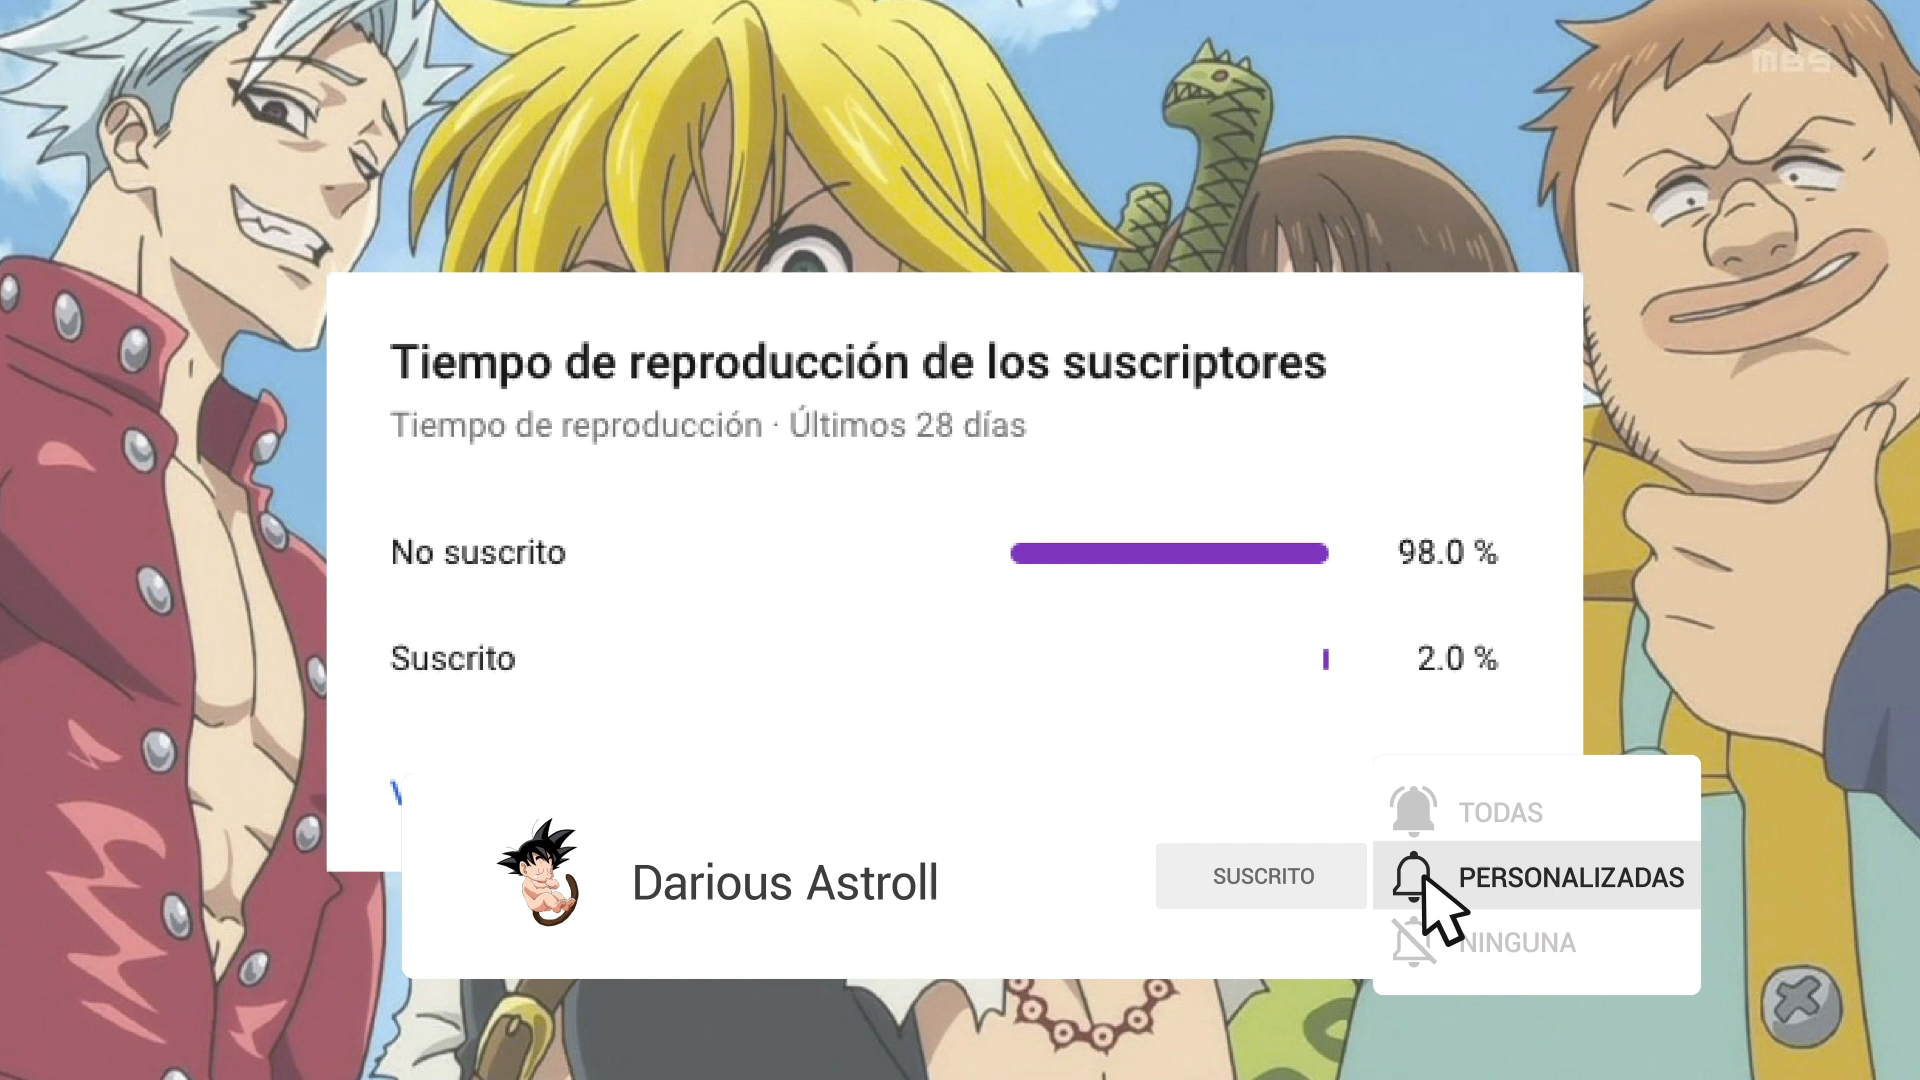 MBS
Tiempo de reproducción de los suscriptores
Tiempo de reproducción · Últimos 28 días
No suscrito 98.0 %
Suscrito 2.0 %
Darious Astroll
SUSCRITO
TODAS
PERSONALIZADAS
NINGUNA